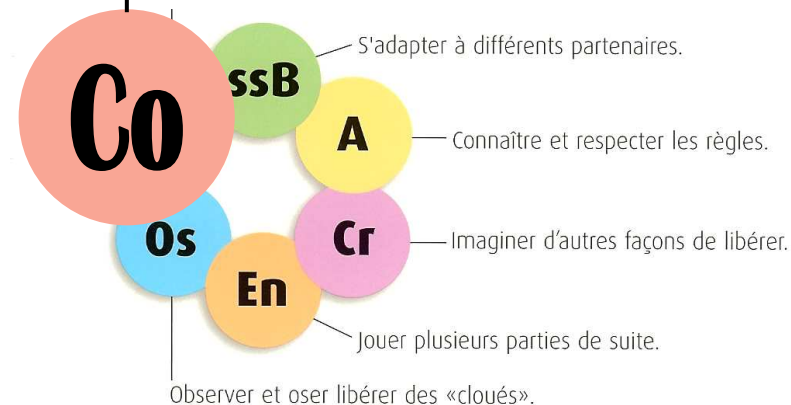 Co
ssB
S'adapter à différents partenaires.
A
Connaître et respecter les règles.
Os
Cr
Imaginer d'autres façons de libérer.
En
Jouer plusieurs parties de suite.
Observer et oser libérer des «cloués».